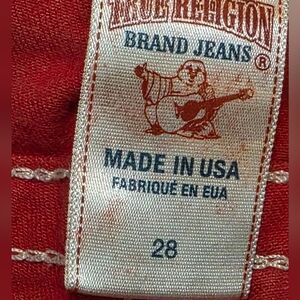 TRUE RELIGION
BRAND JEANS ®
MADE IN USA
FABRIQUÉ EN EUA
28